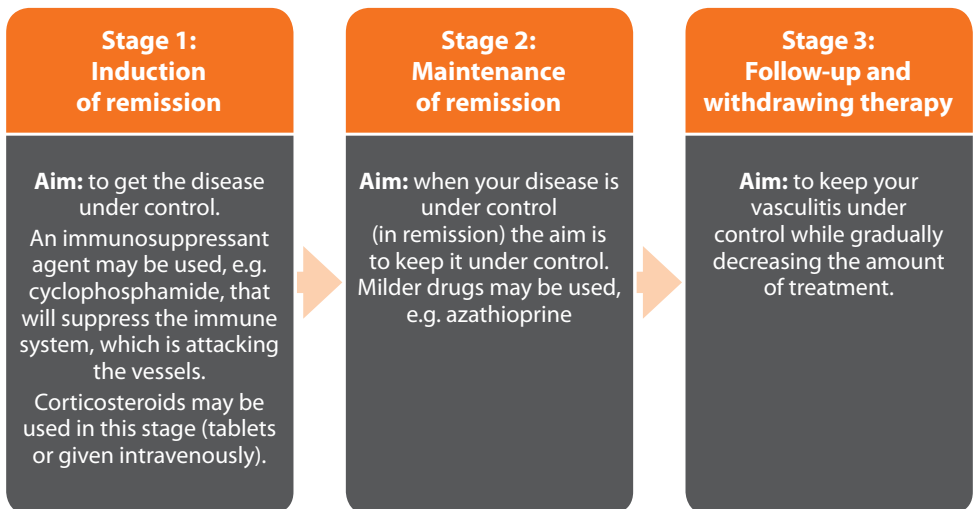 Stage 1:
Induction
of remission
Aim: to get the disease
under control.
An immunosuppressant
agent may be used, e.g.
cyclophosphamide, that
will suppress the immune
system, which is attacking
the vessels.
Corticosteroids may be
used in this stage (tablets
or given intravenously).
Stage 2:
Maintenance
of remission
Aim: when your disease is
under control
(in remission) the aim is
to keep it under control.
Milder drugs may be used,
e.g. azathioprine
Stage 3:
Follow-up and
withdrawing therapy
Aim: to keep your
vasculitis under
control while gradually
decreasing the amount
of treatment.